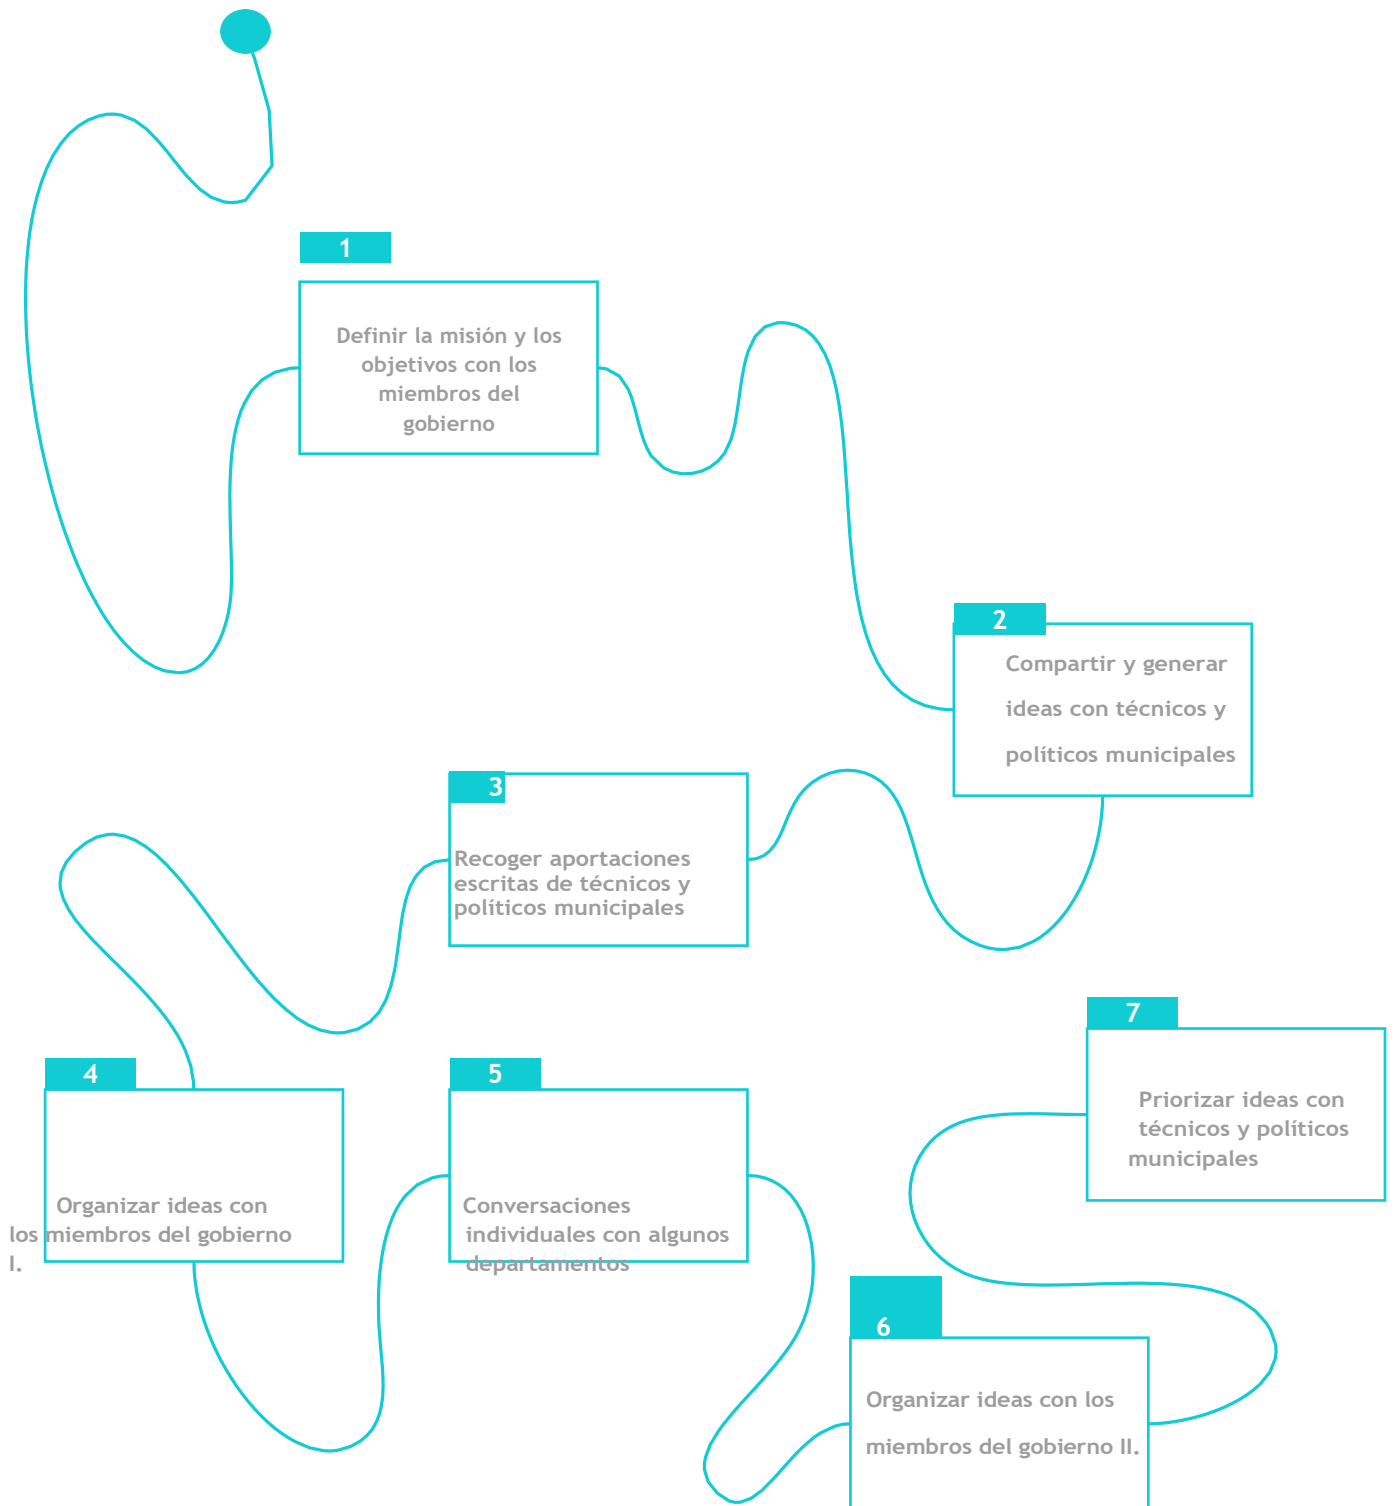 1
Definir la misión y los
objetivos con los
miembros del
gobierno
2
Compartir y generar
ideas con técnicos y
políticos municipales
3
Recoger aportaciones
escritas de técnicos y
políticos municipales
4
Organizar ideas con
los miembros del gobierno
I.
5
Conversaciones
individuales con algunos
departamentos
6
Organizar ideas con los
miembros del gobierno II.
7
Priorizar ideas con
técnicos y políticos
municipales